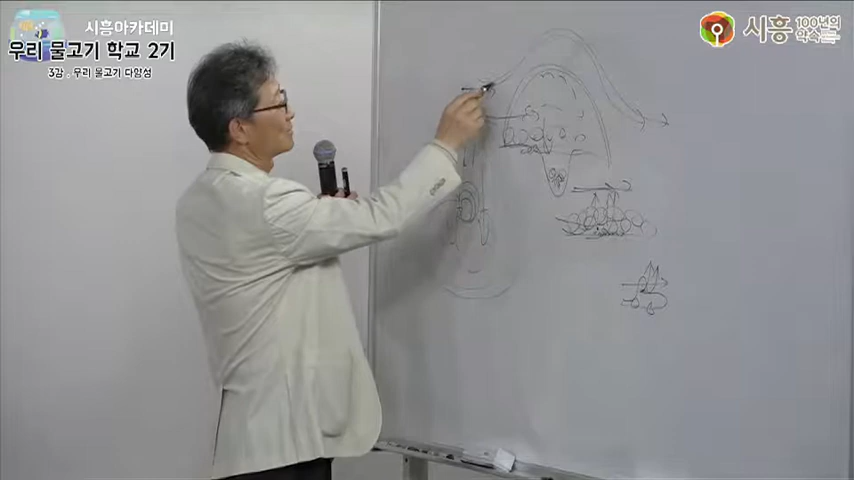 시흥아카데미
우리 물고기 학교 2기
3강. 우리 물고기 다양성
시흥 100년의 약속